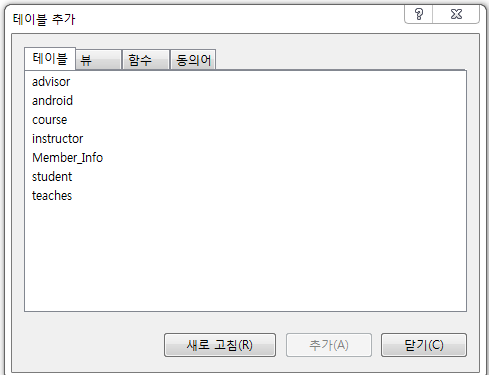 테이블 추가
테이블 뷰 함수 동의어
advisor
android
course
instructor
Member_Info
student
teaches
새로 고침(R) 추가(A) 닫기(C)